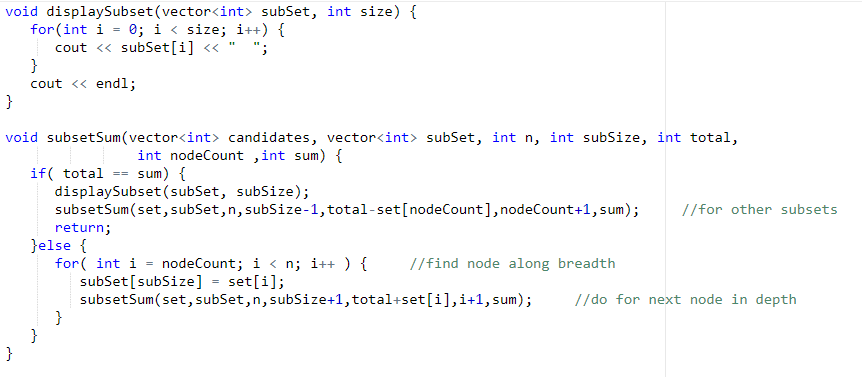 void displaySubset(vector<int> subSet, int size) {
   for(int i = 0; i < size; i++) {
      cout << subSet[i] << "  ";
   }
   cout << endl;
}

void subsetSum(vector<int> candidates, vector<int> subSet, int n, int subSize, int total,
                int nodeCount ,int sum) {
   if( total == sum) {
      displaySubset(subSet, subSize);
      subsetSum(set,subSet,n,subSize-1,total-set[nodeCount],nodeCount+1,sum);     //for other subsets
      return;
   }else {
      for( int i = nodeCount; i < n; i++ ) {     //find node along breadth
         subSet[subSize] = set[i];
         subsetSum(set,subSet,n,subSize+1,total+set[i],i+1,sum);     //do for next node in depth
      }
   }
}